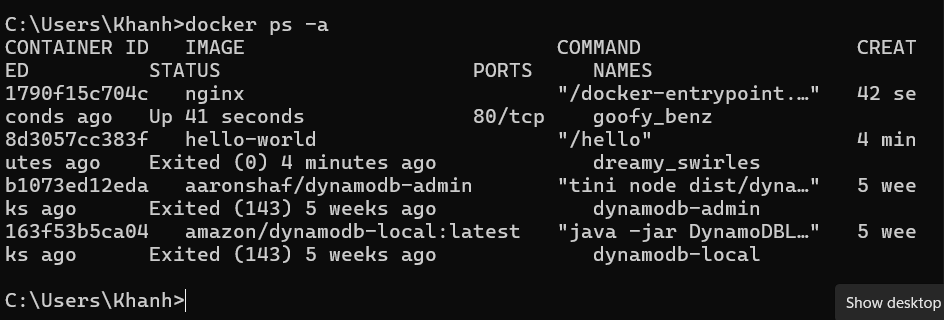 C:\Users\Khanh>docker ps -a
CONTAINER ID   IMAGE                          COMMAND                  CREAT
ED        STATUS                     PORTS     NAMES
1790f15c704c   nginx                          "/docker-entrypoint.…"   42 se
conds ago   Up 41 seconds              80/tcp    goofy_benz
8d3057cc383f   hello-world                    "/hello"                 4 min
utes ago    Exited (0) 4 minutes ago             dreamy_swirles
b1073ed12eda   aaronshaf/dynamodb-admin       "tini node dist/dyna…"   5 wee
ks ago      Exited (143) 5 weeks ago             dynamodb-admin
163f53b5ca04   amazon/dynamodb-local:latest   "java -jar DynamoDBL…"   5 wee
ks ago      Exited (143) 5 weeks ago             dynamodb-local
C:\Users\Khanh>
Show desktop